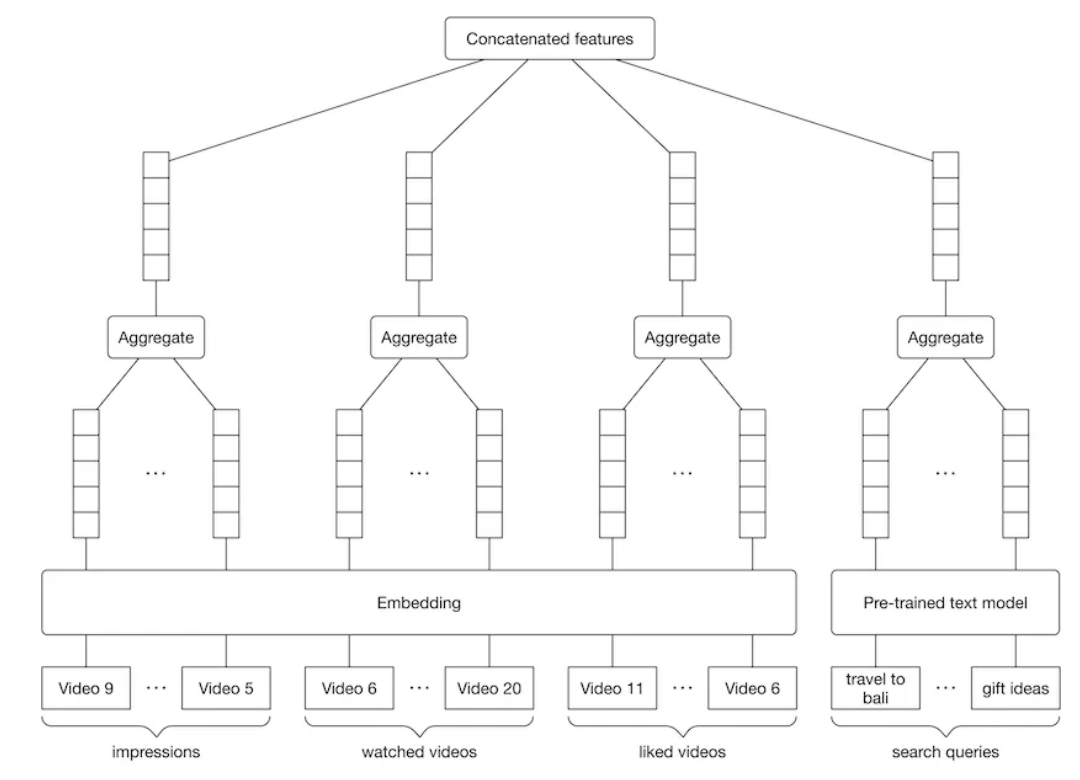 Concatenated features
Aggregate
Aggregate
Aggregate
Aggregate
...
...
...
...
Embedding
Pre-trained text model
Video 9
...
Video 5
Video 6
...
Video 20
Video 11
...
Video 6
travel to
bali
...
gift ideas
impressions
watched videos
liked videos
search queries